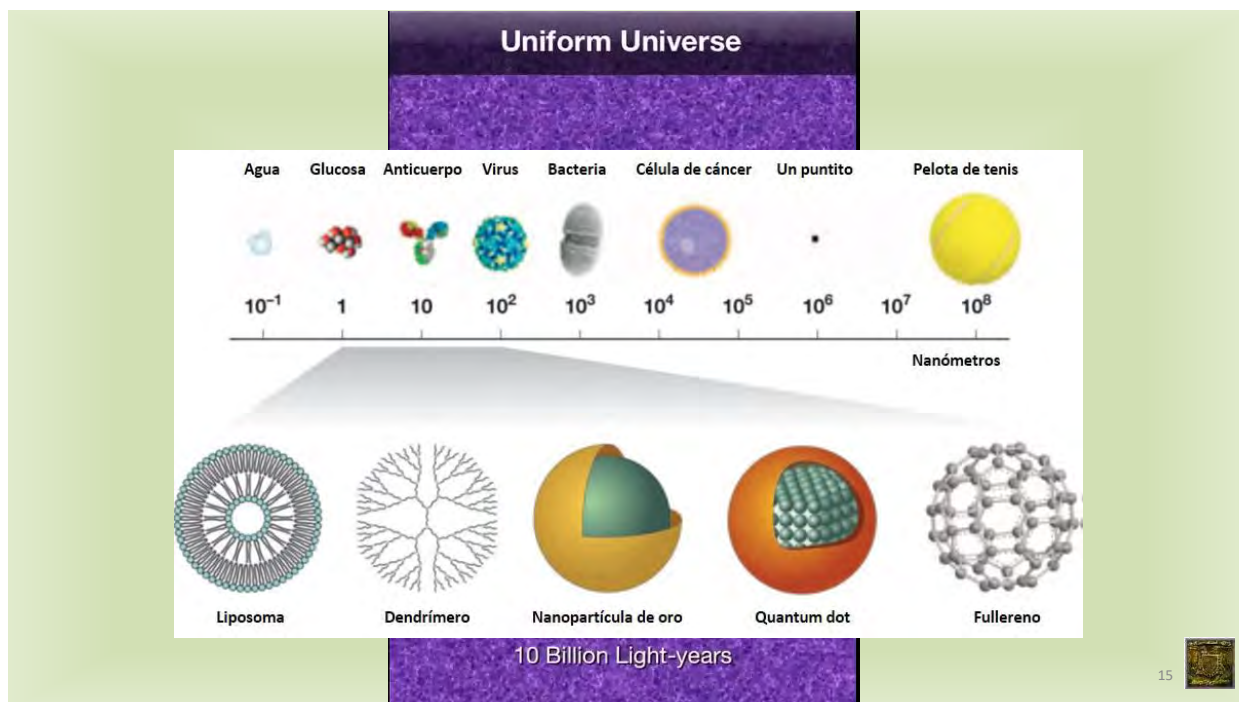 Uniform Universe
Agua Glucosa Anticuerpo Virus Bacteria Célula de cáncer Un puntito Pelota de tenis
10⁻¹ 1 10 10² 10³ 10⁴ 10⁵ 10⁶ 10⁷ 10⁸
Nanómetros
Liposoma Dendrímero Nanopartícula de oro Quantum dot Fullereno
10 Billion Light-years
15